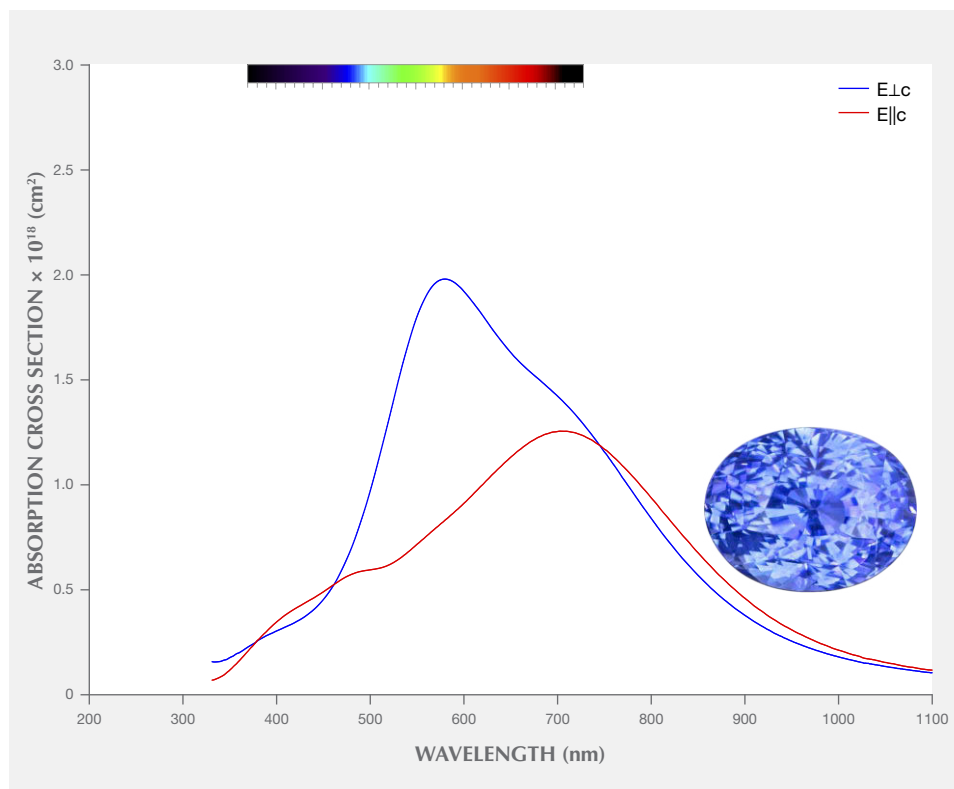 3.0
2.5
2.0
1.5
1.0
0.5
0
ABSORPTION CROSS SECTION × 10¹⁸ (cm²)
E⊥c
E||c
200 300 400 500 600 700 800 900 1000 1100
WAVELENGTH (nm)